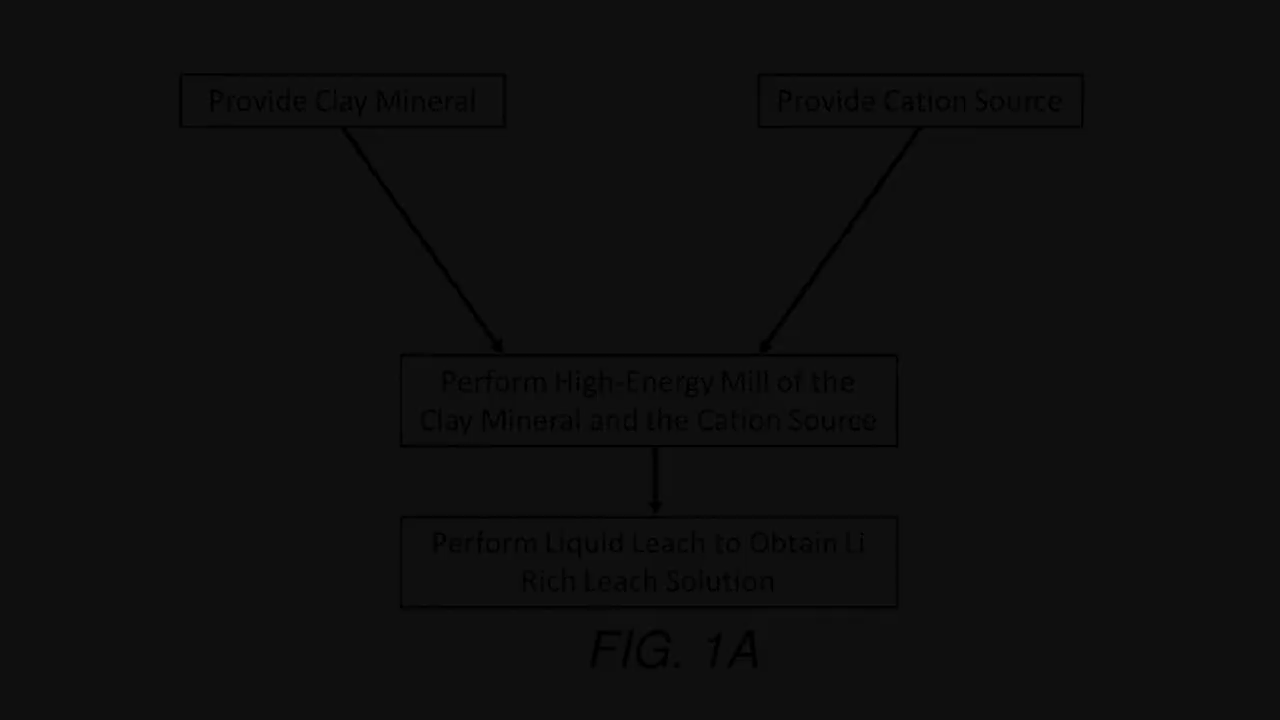 Provide Clay Mineral
Provide Cation Source
Perform High-Energy Mill of the
Clay Mineral and the Cation Source
Perform Liquid Leach to Obtain Li
Rich Leach Solution
FIG. 1A